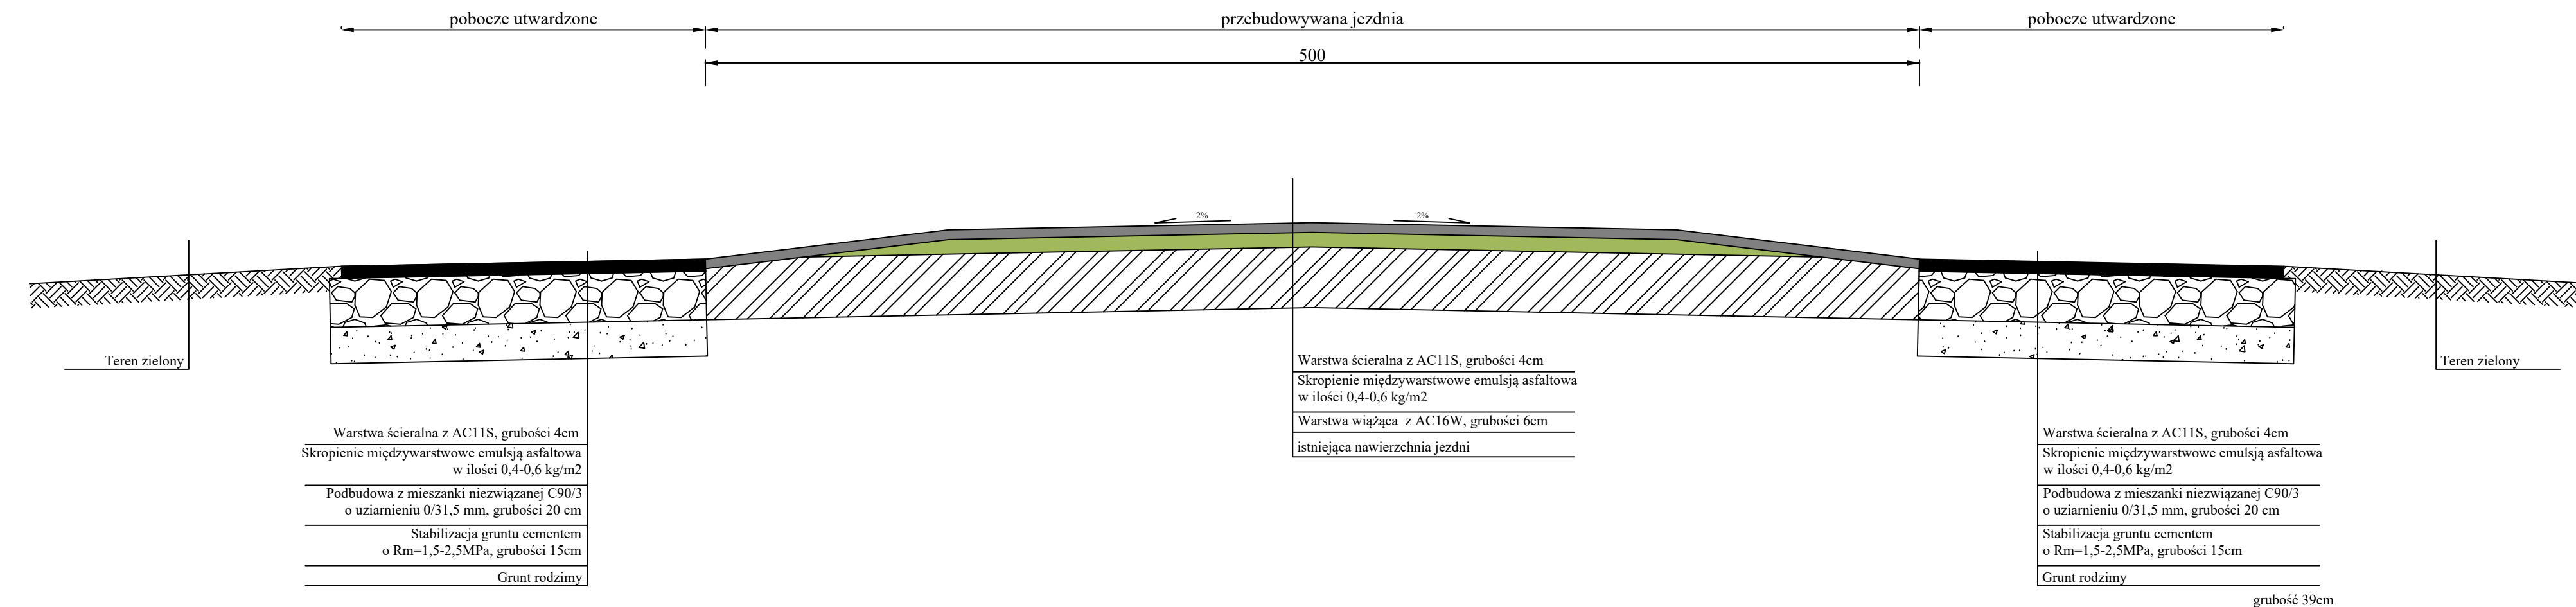 pobocze utwardzone
przebudowywana jezdnia
pobocze utwardzone
500
2%
2%
Teren zielony
Warstwa ścieralna z AC11S, grubości 4cm
Skropienie międzywarstwowe emulsją asfaltowa
w ilości 0,4-0,6 kg/m2
Podbudowa z mieszanki niezwiązanej C90/3
o uziarnieniu 0/31,5 mm, grubości 20 cm
Stabilizacja gruntu cementem
o Rm=1,5-2,5MPa, grubości 15cm
Grunt rodzimy
Warstwa ścieralna z AC11S, grubości 4cm
Skropienie międzywarstwowe emulsją asfaltowa
w ilości 0,4-0,6 kg/m2
Warstwa wiążąca z AC16W, grubości 6cm
istniejąca nawierzchnia jezdni
Teren zielony
Warstwa ścieralna z AC11S, grubości 4cm
Skropienie międzywarstwowe emulsją asfaltowa
w ilości 0,4-0,6 kg/m2
Podbudowa z mieszanki niezwiązanej C90/3
o uziarnieniu 0/31,5 mm, grubości 20 cm
Stabilizacja gruntu cementem
o Rm=1,5-2,5MPa, grubości 15cm
Grunt rodzimy
grubość 39cm